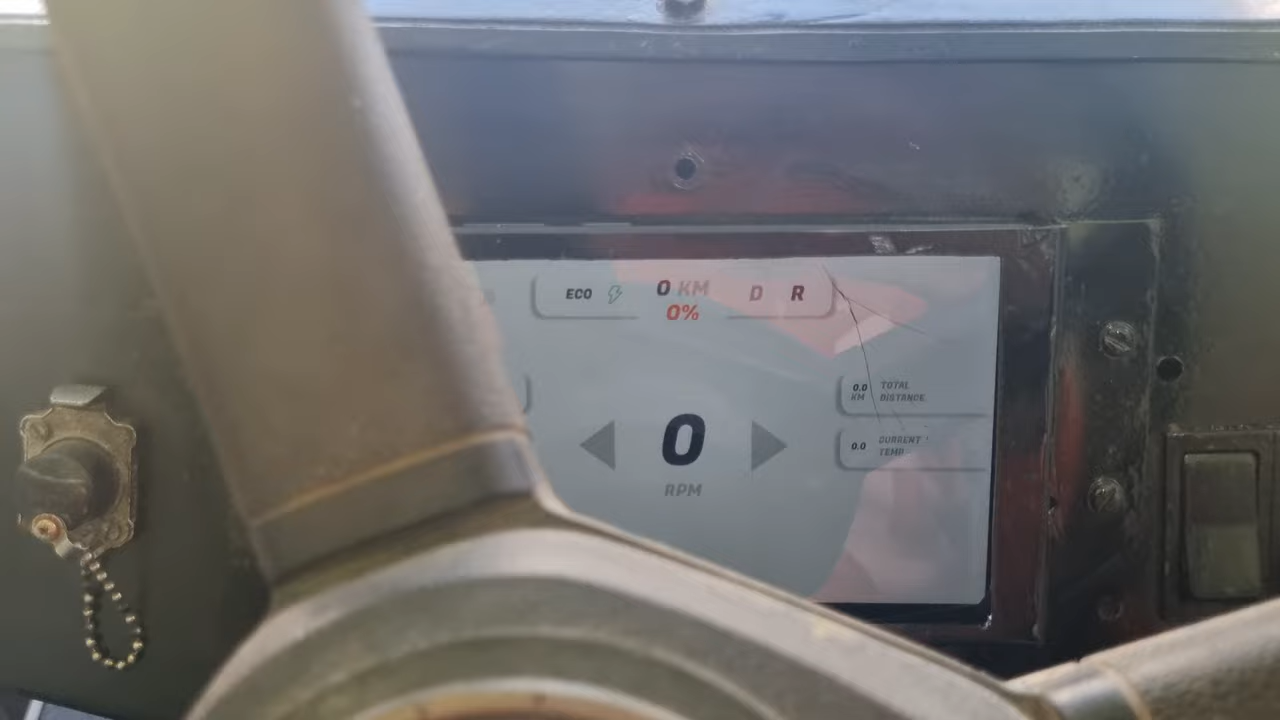 ECO
0 KM
0%
D R
0.0 KM
TOTAL DISTANCE
0.0
CURRENT TEMP
0
RPM